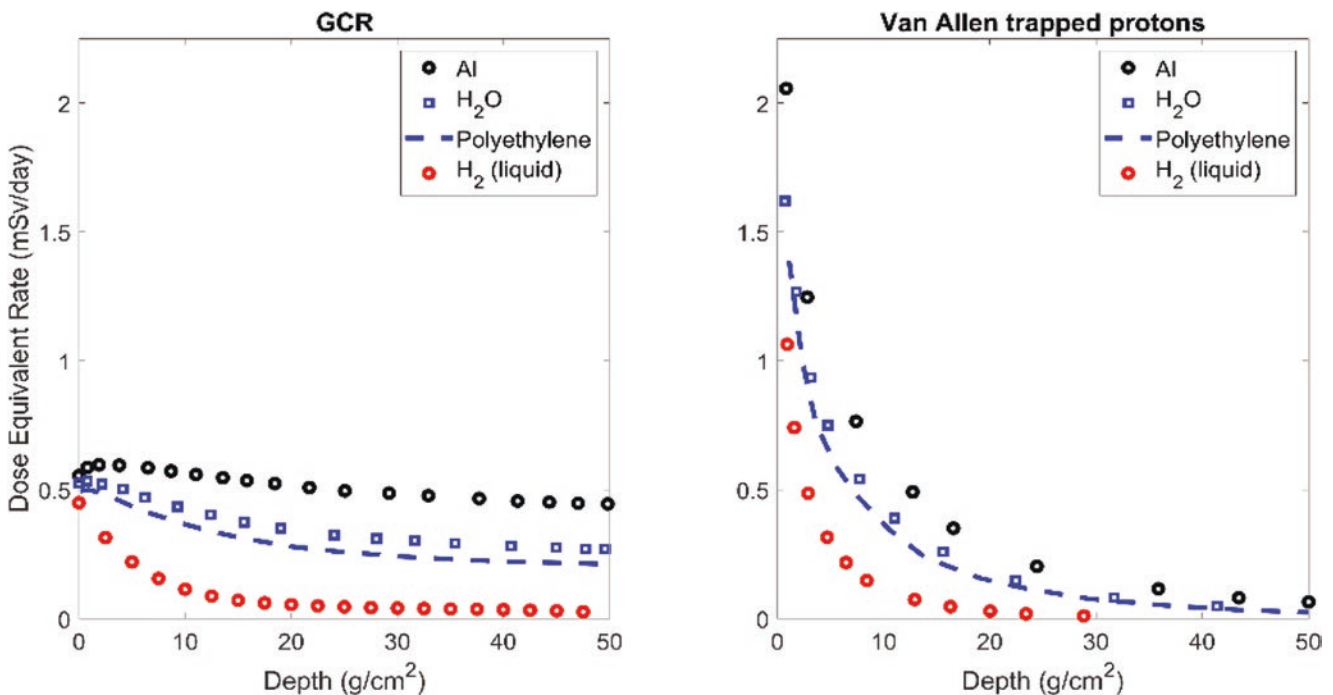 GCR
Al
H₂O
Polyethylene
H₂ (liquid)
Dose Equivalent Rate (mSv/day)
2
1.5
1
0.5
0
0 10 20 30 40 50
Depth (g/cm²)
Van Allen trapped protons
Al
H₂O
Polyethylene
H₂ (liquid)
2
1.5
1
0.5
0
0 10 20 30 40 50
Depth (g/cm²)